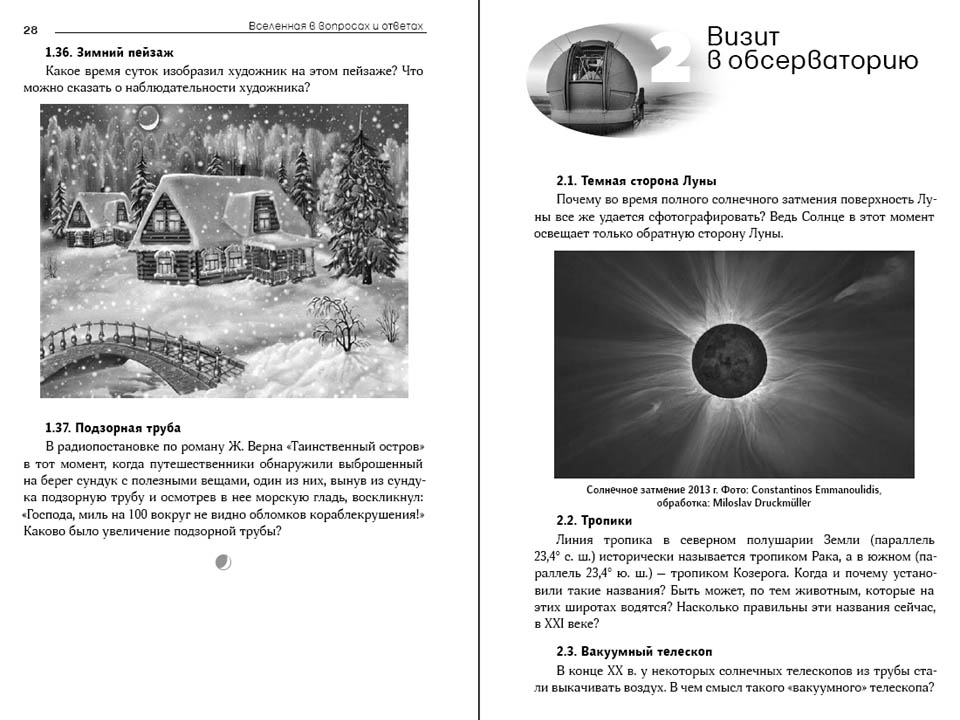 28
Вселенная в вопросах и ответах
1.36. Зимний пейзаж
Какое время суток изобразил художник на этом пейзаже? Что
можно сказать о наблюдательности художника?
1.37. Подзорная труба
В радиопостановке по роману Ж. Верна «Таинственный остров»
в тот момент, когда путешественники обнаружили выброшенный
на берег сундук с полезными вещами, один из них, вынув из сунду-
ка подзорную трубу и осмотрев в нее морскую гладь, воскликнул:
«Господа, миль на 100 вокруг не видно обломков кораблекрушения!»
Каково было увеличение подзорной трубы?
2
Визит
в обсерваторию
2.1. Темная сторона Луны
Почему во время полного солнечного затмения поверхность Лу-
ны все же удается сфотографировать? Ведь Солнце в этот момент
освещает только обратную сторону Луны.
Солнечное затмение 2013 г. Фото: Constantinos Emmanoulidis,
обработка: Miloslav Druckmüller
2.2. Тропики
Линия тропика в северном полушарии Земли (параллель
23,4° с. ш.) исторически называется тропиком Рака, а в южном (па-
раллель 23,4° ю. ш.) — тропиком Козерога. Когда и почему устано-
вили такие названия? Быть может, по тем животным, которые на
этих широтах водятся? Насколько правильны эти названия сейчас,
в XXI веке?
2.3. Вакуумный телескоп
В конце XX в. у некоторых солнечных телескопов из трубы ста-
ли выкачивать воздух. В чем смысл такого «вакуумного» телескопа?